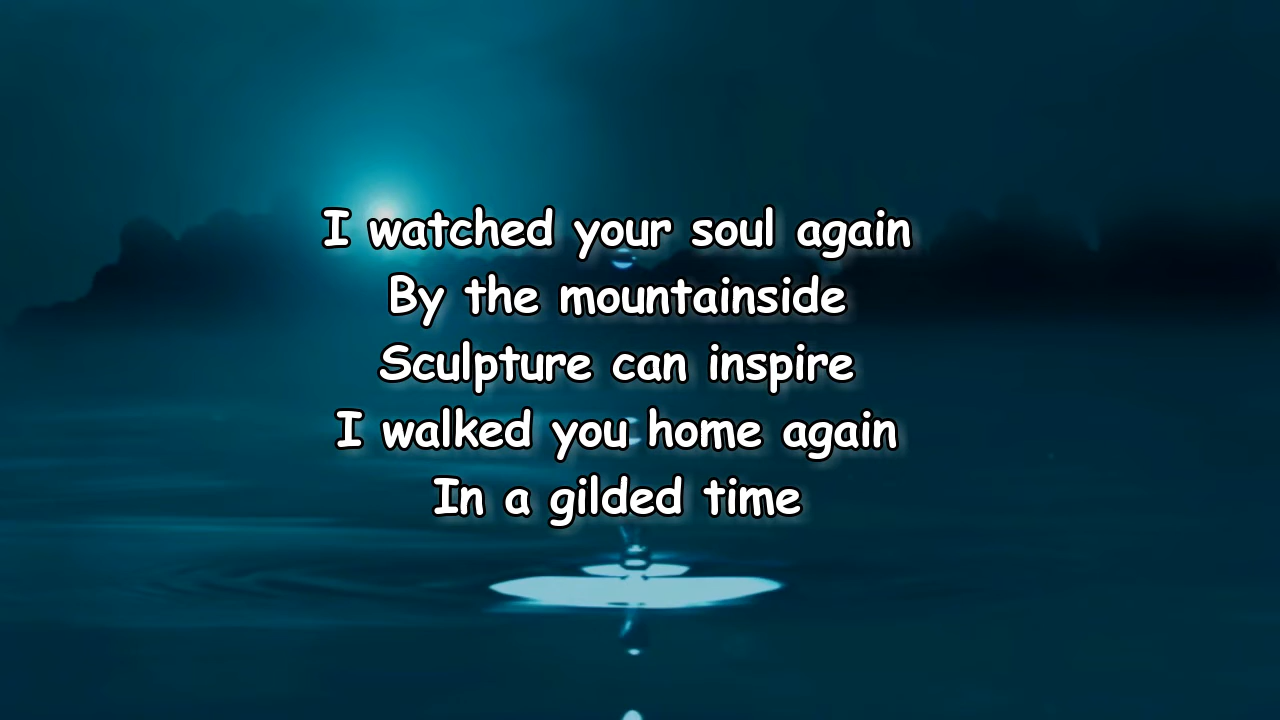 I watched your soul again
By the mountainside
Sculpture can inspire
I walked you home again
In a gilded time